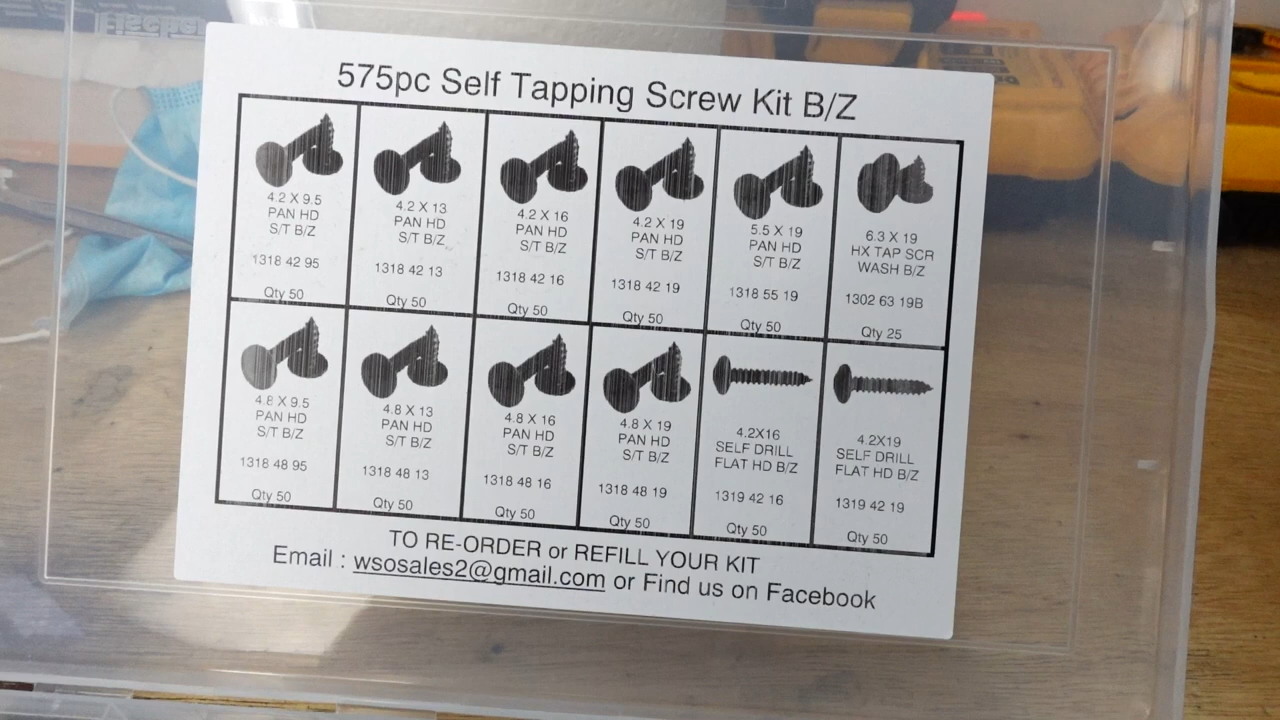 Fischer
575pc Self Tapping Screw Kit B/Z
4.2 X 9.5
PAN HD
S/T B/Z
1318 42 95
Qty 50
4.2 X 13
PAN HD
S/T B/Z
1318 42 13
Qty 50
4.2 X 16
PAN HD
S/T B/Z
1318 42 16
Qty 50
4.2 X 19
PAN HD
S/T B/Z
1318 42 19
Qty 50
5.5 X 19
PAN HD
S/T B/Z
1318 55 19
Qty 50
6.3 X 19
HX TAP SCR
WASH B/Z
1302 63 19B
Qty 25
4.8 X 9.5
PAN HD
S/T B/Z
1318 48 95
Qty 50
4.8 X 13
PAN HD
S/T B/Z
1318 48 13
Qty 50
4.8 X 16
PAN HD
S/T B/Z
1318 48 16
Qty 50
4.8 X 19
PAN HD
S/T B/Z
1318 48 19
Qty 50
4.2X16
SELF DRILL
FLAT HD B/Z
1319 42 16
Qty 50
4.2X19
SELF DRILL
FLAT HD B/Z
1319 42 19
Qty 50
TO RE-ORDER or REFILL YOUR KIT
Email : wsosales2@gmail.com or Find us on Facebook